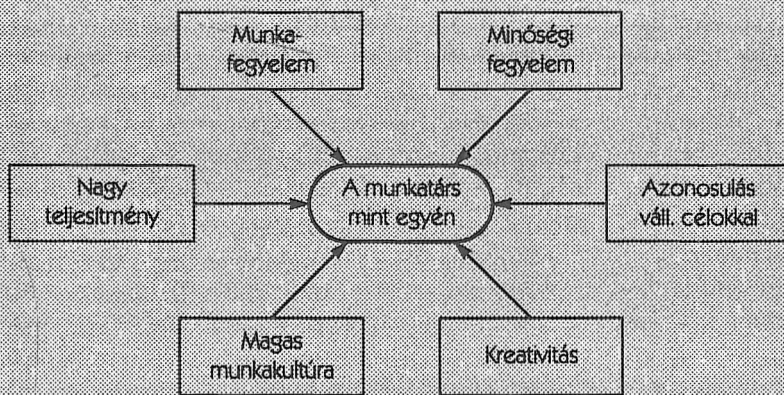 Munka-
fegyelem
Minőségi
fegyelem
Nagy
teljesítmény
A munkatárs
mint egyén
Azonosulás
váll. célokkal
Magas
munkakultúra
Kreativitás